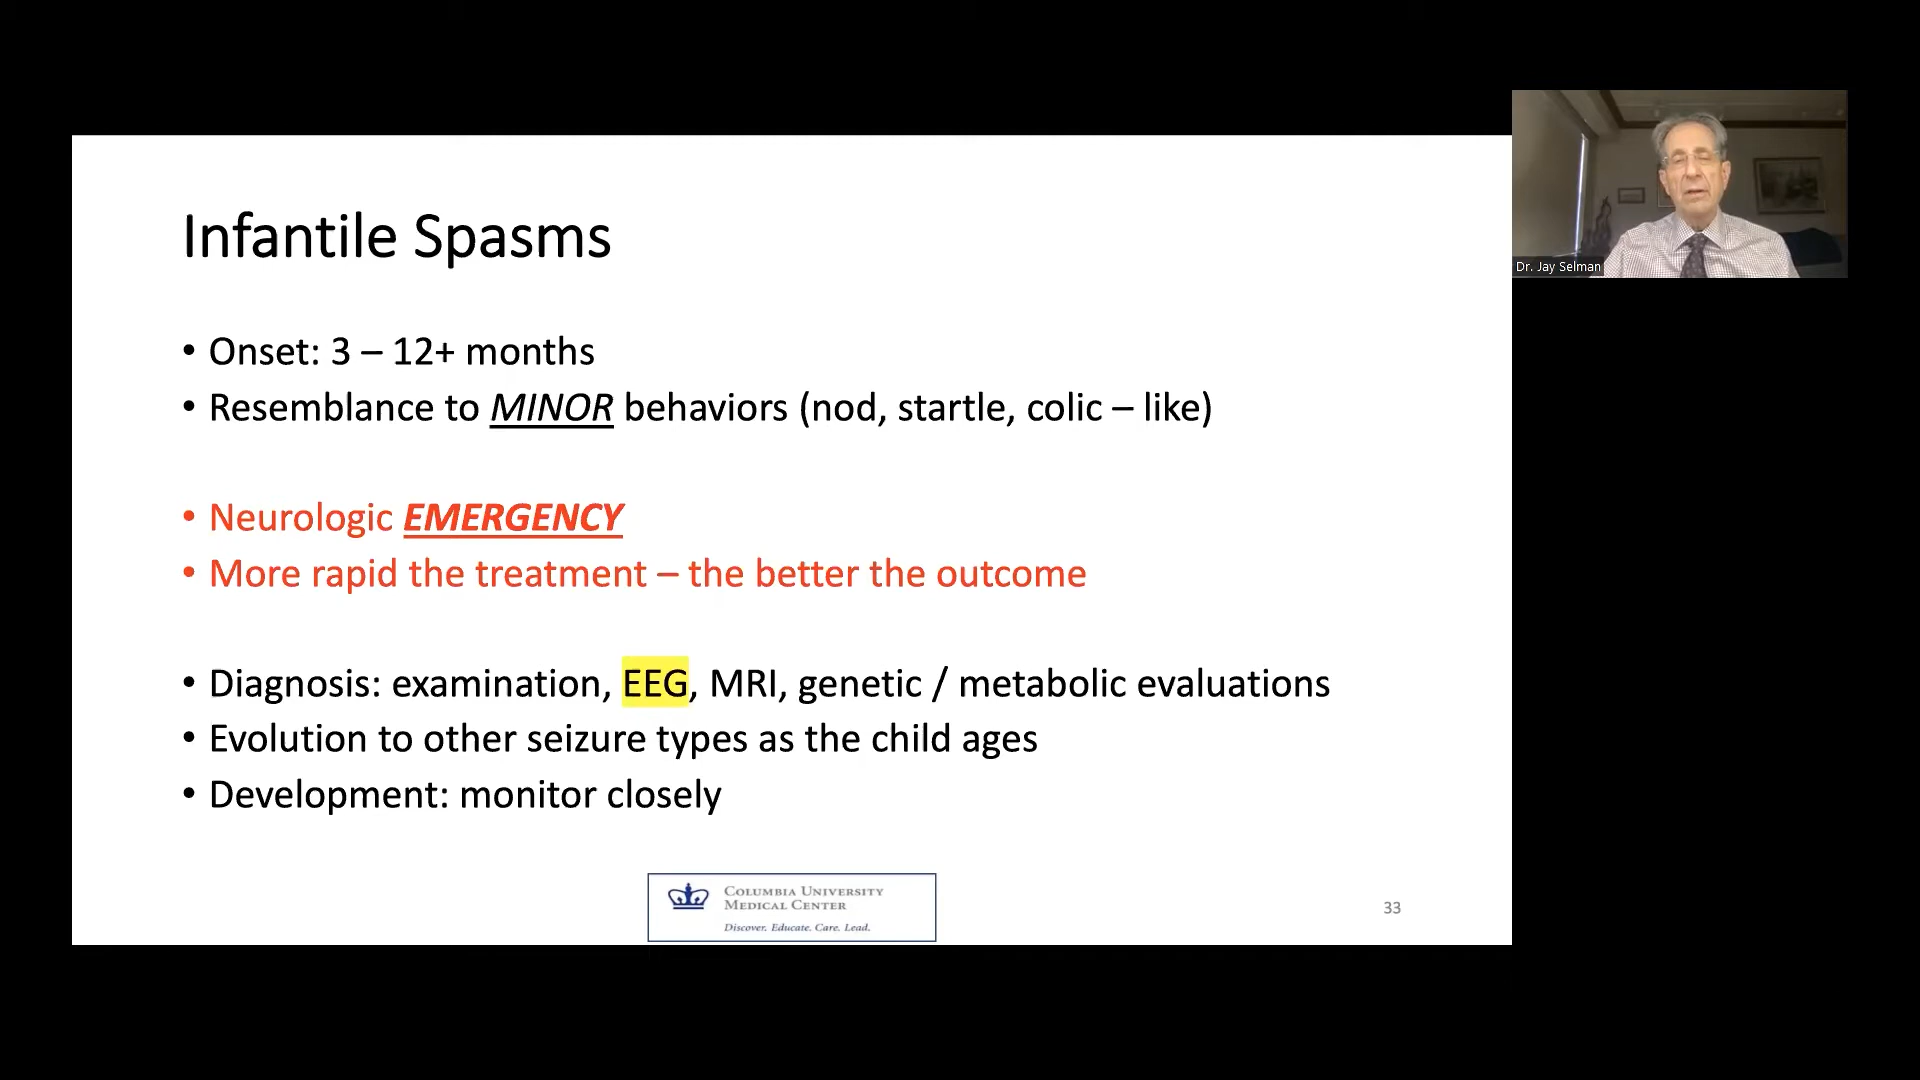 Infantile Spasms
• Onset: 3 – 12+ months
• Resemblance to MINOR behaviors (nod, startle, colic – like)
• Neurologic EMERGENCY
• More rapid the treatment – the better the outcome
• Diagnosis: examination, EEG, MRI, genetic / metabolic evaluations
• Evolution to other seizure types as the child ages
• Development: monitor closely
COLUMBIA UNIVERSITY
MEDICAL CENTER
Discover. Educate. Care. Lead.
33
Dr. Jay Selman